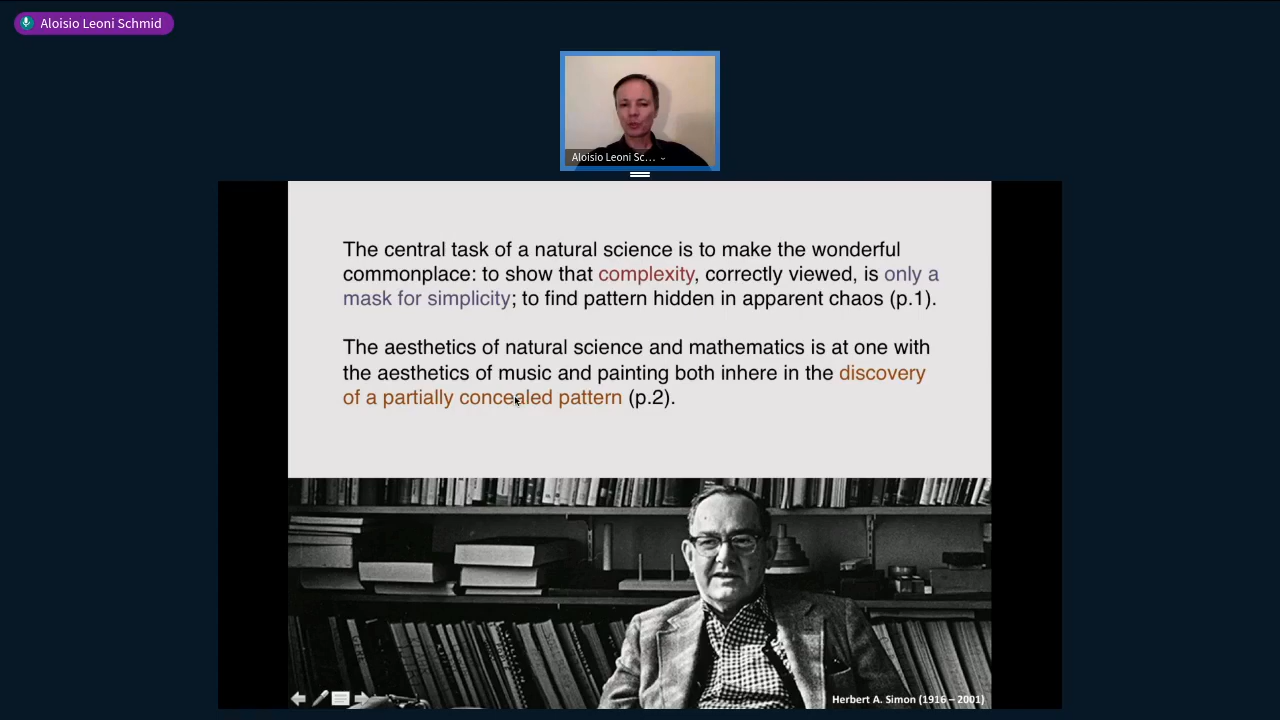 Aloisio Leoni Schmid
Aloisio Leoni Sc...
The central task of a natural science is to make the wonderful
commonplace: to show that complexity, correctly viewed, is only a
mask for simplicity; to find pattern hidden in apparent chaos (p.1).
The aesthetics of natural science and mathematics is at one with
the aesthetics of music and painting both inhere in the discovery
of a partially concealed pattern (p.2).
Herbert A. Simon (1916 – 2001)